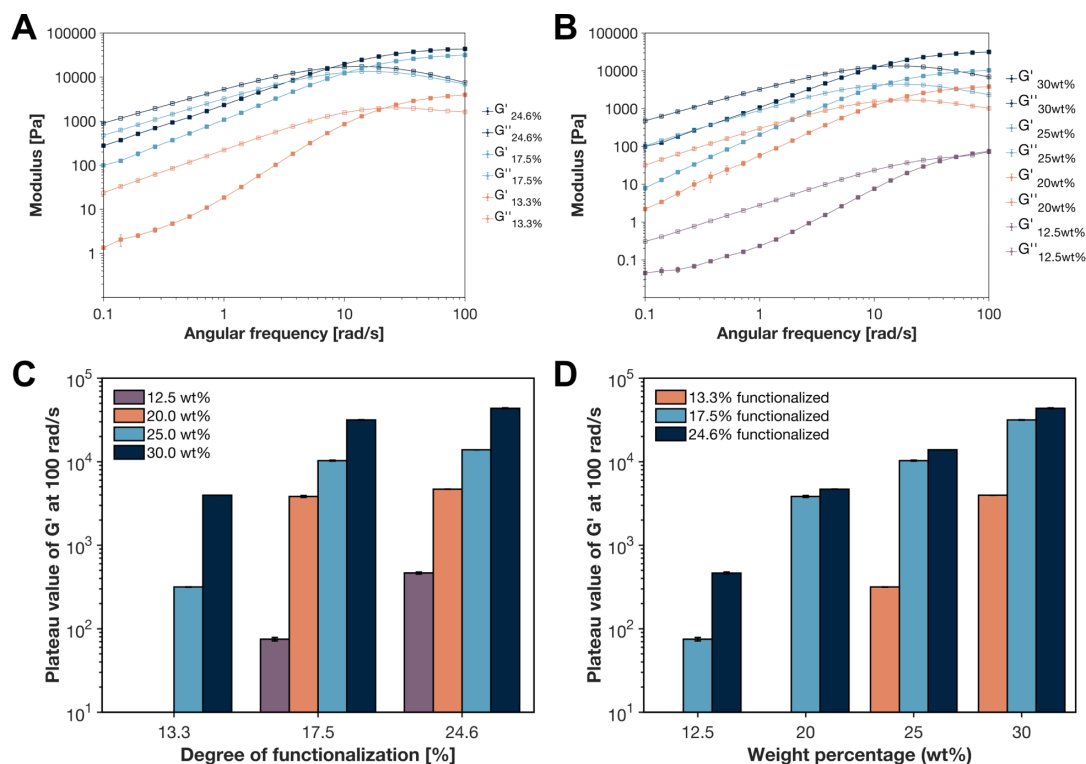 A
100000
10000
1000
100
10
1
Modulus [Pa]
0.1
1
10
100
Angular frequency [rad/s]
G' 24.6%
G'' 24.6%
G' 17.5%
G'' 17.5%
G' 13.3%
G'' 13.3%
B
100000
10000
1000
100
10
1
0.1
Modulus [Pa]
0.1
1
10
100
Angular frequency [rad/s]
G' 30wt%
G'' 30wt%
G' 25wt%
G'' 25wt%
G' 20wt%
G'' 20wt%
G' 12.5wt%
G'' 12.5wt%
C
Plateau value of G' at 100 rad/s
10^5
10^4
10^3
10^2
10^1
12.5 wt%
20.0 wt%
25.0 wt%
30.0 wt%
13.3
17.5
24.6
Degree of functionalization [%]
D
Plateau value of G' at 100 rad/s
10^5
10^4
10^3
10^2
10^1
13.3% functionalized
17.5% functionalized
24.6% functionalized
12.5
20
25
30
Weight percentage (wt%)